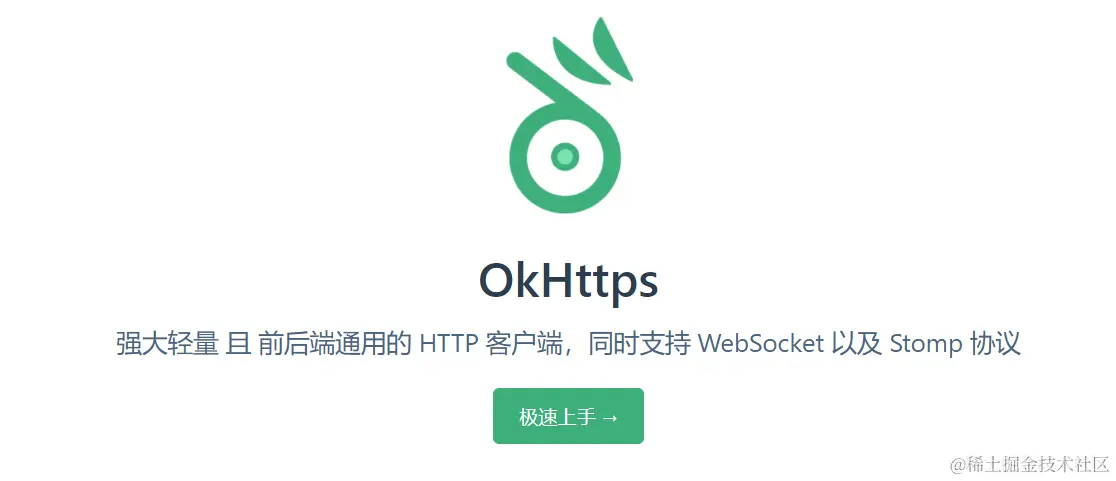 OkHttps
强大轻量 且 前后端通用的 HTTP 客户端，同时支持 WebSocket 以及 Stomp 协议
极速上手 →
@稀土掘金技术社区